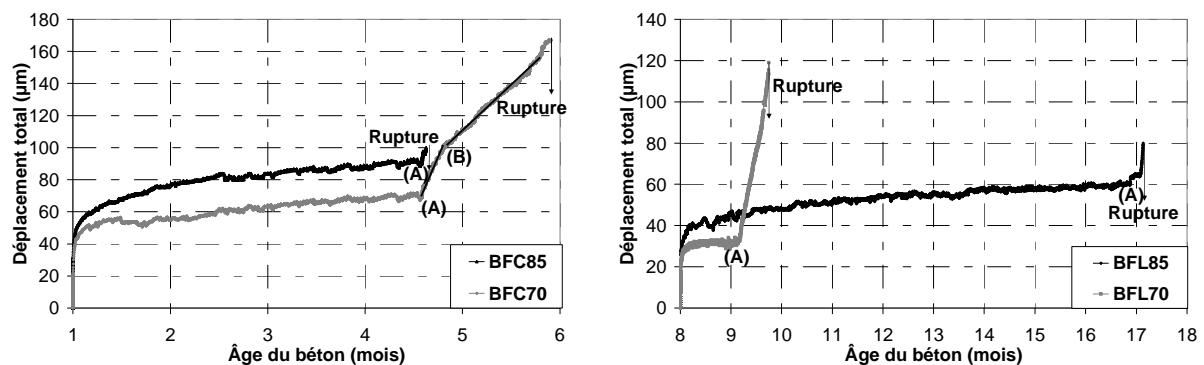 180
160
140
120
100
80
60
40
20
0
Déplacement total (µm)
Rupture
(A)
(A)
(B)
Rupture
BFC85
BFC70
1 2 3 4 5 6
Âge du béton (mois)
140
120
100
80
60
40
20
0
Déplacement total (µm)
Rupture
(A)
(A)
Rupture
BFL85
BFL70
8 9 10 11 12 13 14 15 16 17 18
Âge du béton (mois)